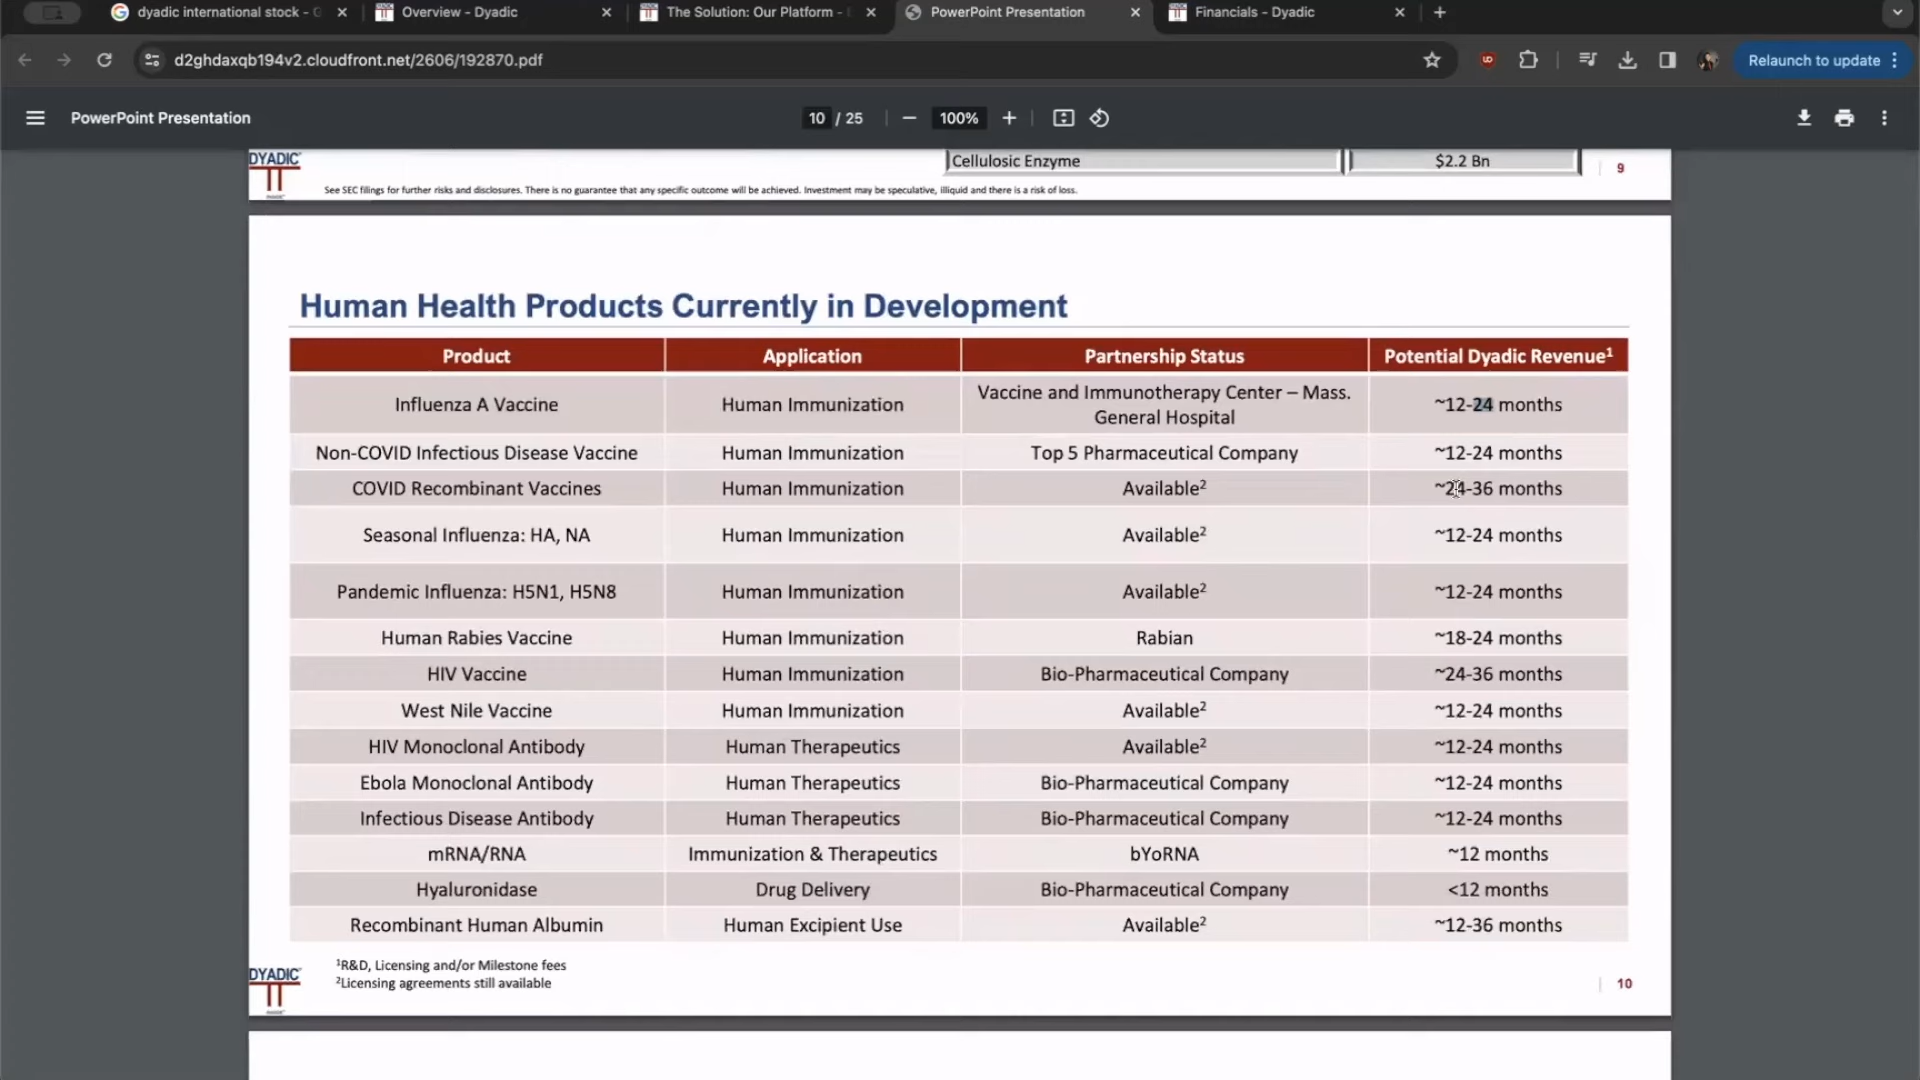 dyadic international stock - G
Overview – Dyadic
The Solution: Our Platform -
PowerPoint Presentation
Financials – Dyadic
d2ghdaxqb194v2.cloudfront.net/2606/192870.pdf
Relaunch to update
PowerPoint Presentation
10 / 25
100%
DYADIC
Cellulosic Enzyme $2.2 Bn
9
See SEC filings for further risks and disclosures. There is no guarantee that any specific outcome will be achieved. Investment may be speculative, illiquid and there is a risk of loss.
Human Health Products Currently in Development
Product Application Partnership Status Potential Dyadic Revenue¹
Influenza A Vaccine Human Immunization Vaccine and Immunotherapy Center – Mass. General Hospital ~12-24 months
Non-COVID Infectious Disease Vaccine Human Immunization Top 5 Pharmaceutical Company ~12-24 months
COVID Recombinant Vaccines Human Immunization Available² ~24-36 months
Seasonal Influenza: HA, NA Human Immunization Available² ~12-24 months
Pandemic Influenza: H5N1, H5N8 Human Immunization Available² ~12-24 months
Human Rabies Vaccine Human Immunization Rabian ~18-24 months
HIV Vaccine Human Immunization Bio-Pharmaceutical Company ~24-36 months
West Nile Vaccine Human Immunization Available² ~12-24 months
HIV Monoclonal Antibody Human Therapeutics Available² ~12-24 months
Ebola Monoclonal Antibody Human Therapeutics Bio-Pharmaceutical Company ~12-24 months
Infectious Disease Antibody Human Therapeutics Bio-Pharmaceutical Company ~12-24 months
mRNA/RNA Immunization & Therapeutics bYoRNA ~12 months
Hyaluronidase Drug Delivery Bio-Pharmaceutical Company <12 months
Recombinant Human Albumin Human Excipient Use Available² ~12-36 months
¹R&D, Licensing and/or Milestone fees
²Licensing agreements still available
DYADIC
10